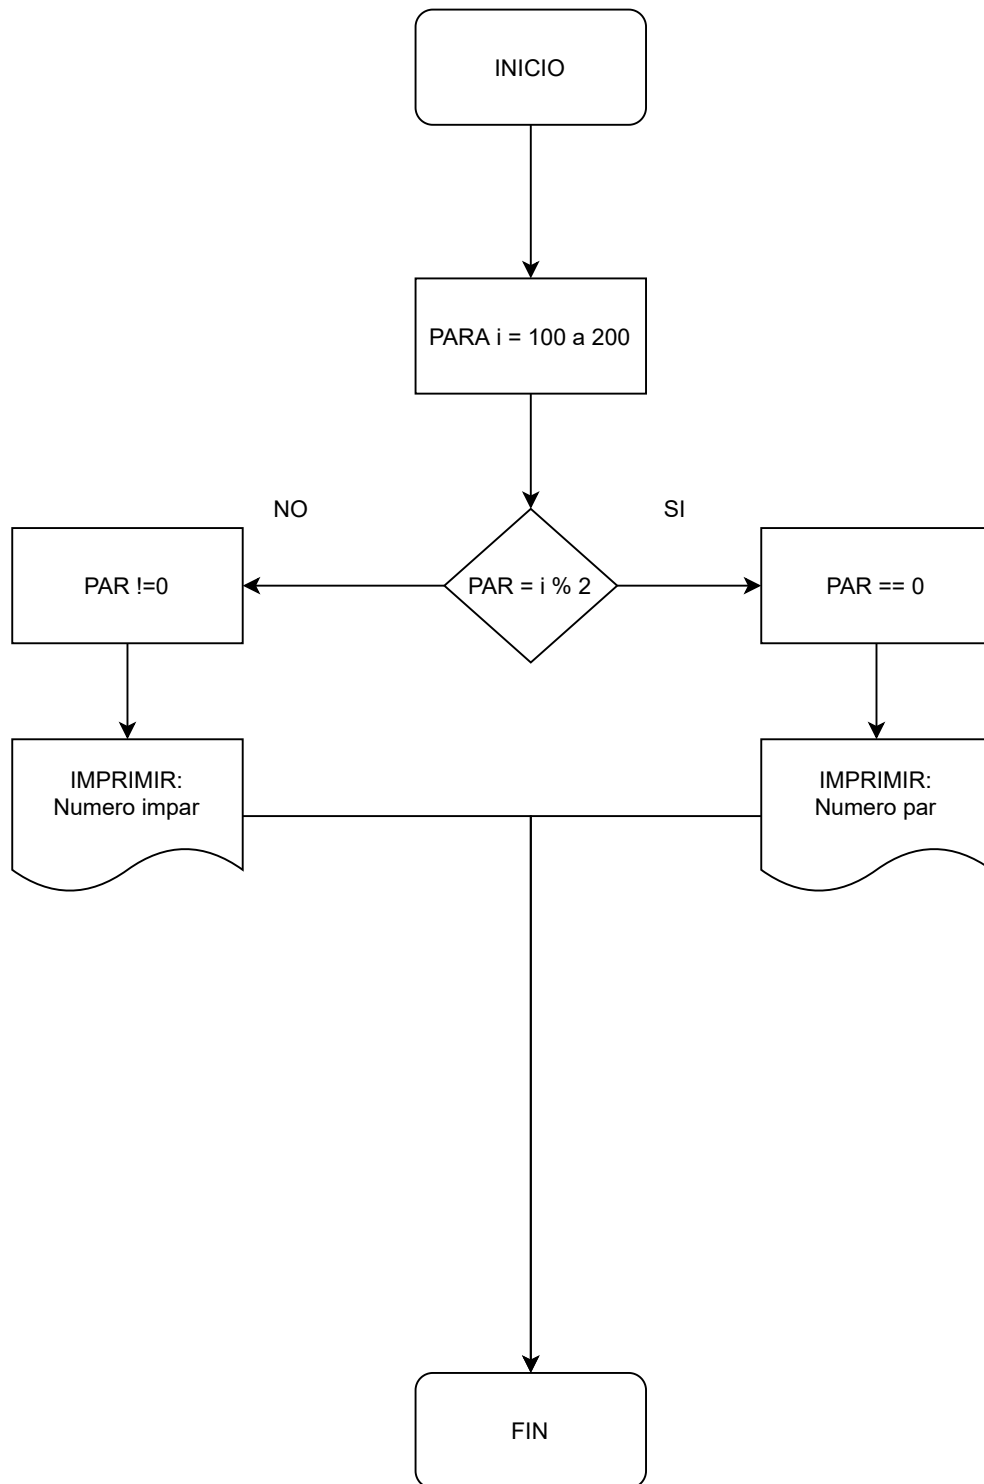 INICIO
PARA i = 100 a 200
NO
SI
PAR !=0
PAR = i % 2
PAR == 0
IMPRIMIR:
Numero impar
IMPRIMIR:
Numero par
FIN